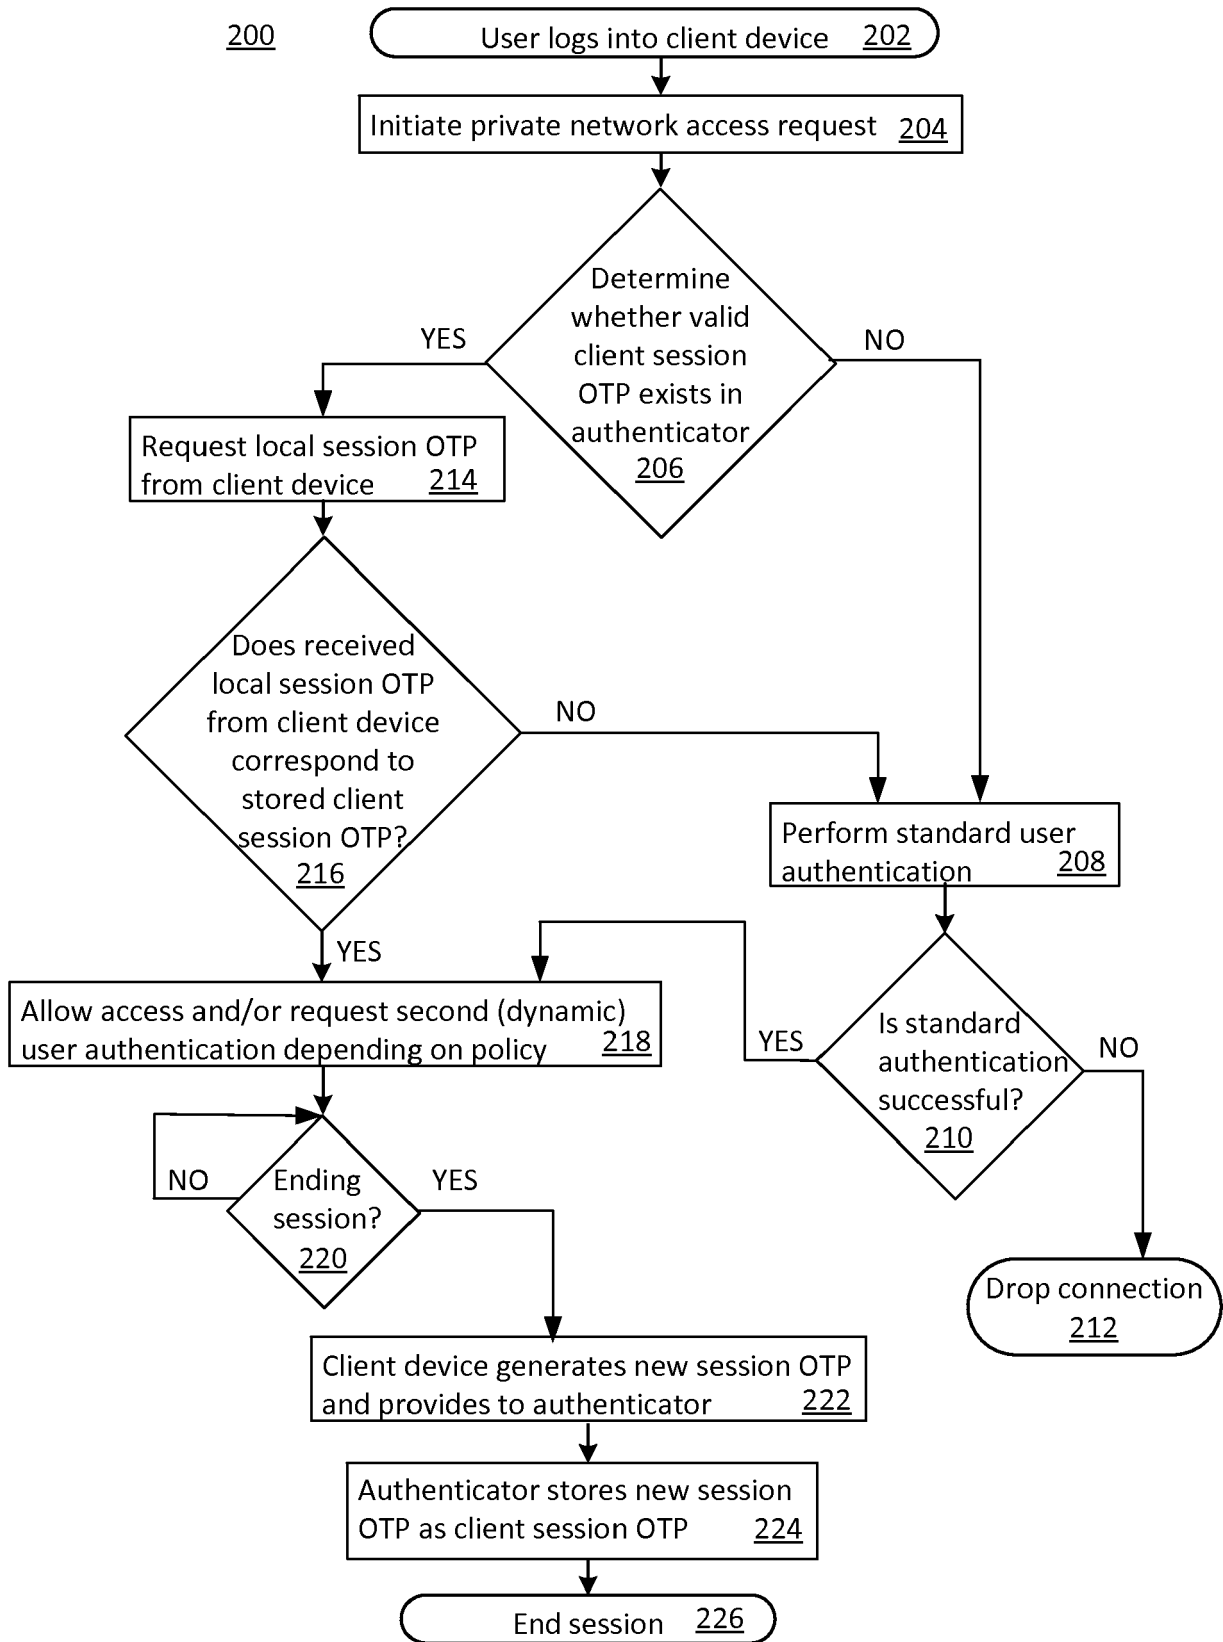 200
User logs into client device 202
Initiate private network access request 204
Determine
whether valid
client session
OTP exists in
authenticator
206
YES
NO
Request local session OTP
from client device 214
Does received
local session OTP
from client device
correspond to
stored client
session OTP?
216
NO
YES
Perform standard user
authentication 208
Is standard
authentication
successful?
210
YES
NO
Drop connection
212
Allow access and/or request second (dynamic)
user authentication depending on policy 218
Ending
session?
220
NO
YES
Client device generates new session OTP
and provides to authenticator 222
Authenticator stores new session
OTP as client session OTP 224
End session 226